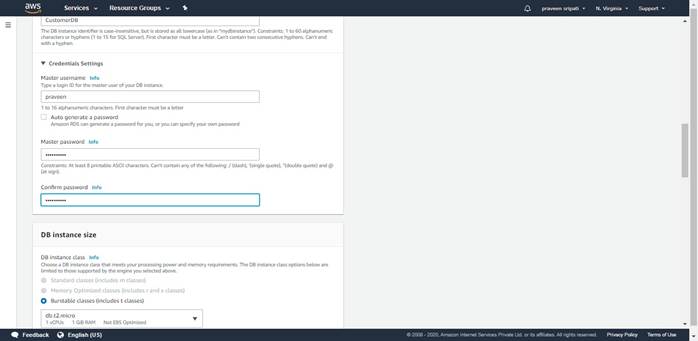 aws
Services
Resource Groups
praveen sripati
N. Virginia
Support
CustomerDB
The DB instance identifier is case-insensitive, but is stored as all lowercase (as in "mydbinstance"). Constraints: 1 to 60 alphanumeric
characters or hyphens (1 to 15 for SQL Server). First character must be a letter. Can't contain two consecutive hyphens. Can't end
with a hyphen.
Credentials Settings
Master username Info
Type a login ID for the master user of your DB instance.
praveen
1 to 16 alphanumeric characters. First character must be a letter
Auto generate a password
Amazon RDS can generate a password for you, or you can specify your own password
Master password Info
••••••••••
Constraints: At least 8 printable ASCII characters. Can't contain any of the following: / (slash), '(single quote), "(double quote) and @
(at sign).
Confirm password Info
••••••••••
DB instance size
DB instance class Info
Choose a DB instance class that meets your processing power and memory requirements. The DB instance class options below are
limited to those supported by the engine you selected above.
Standard classes (includes m classes)
Memory Optimized classes (includes r and x classes)
Burstable classes (includes t classes)
db.t2.micro
1 vCPUs 1 GiB RAM Not EBS Optimized
Feedback
English (US)
© 2008 - 2020, Amazon Internet Services Private Ltd. or its affiliates. All rights reserved.
Privacy Policy
Terms of Use